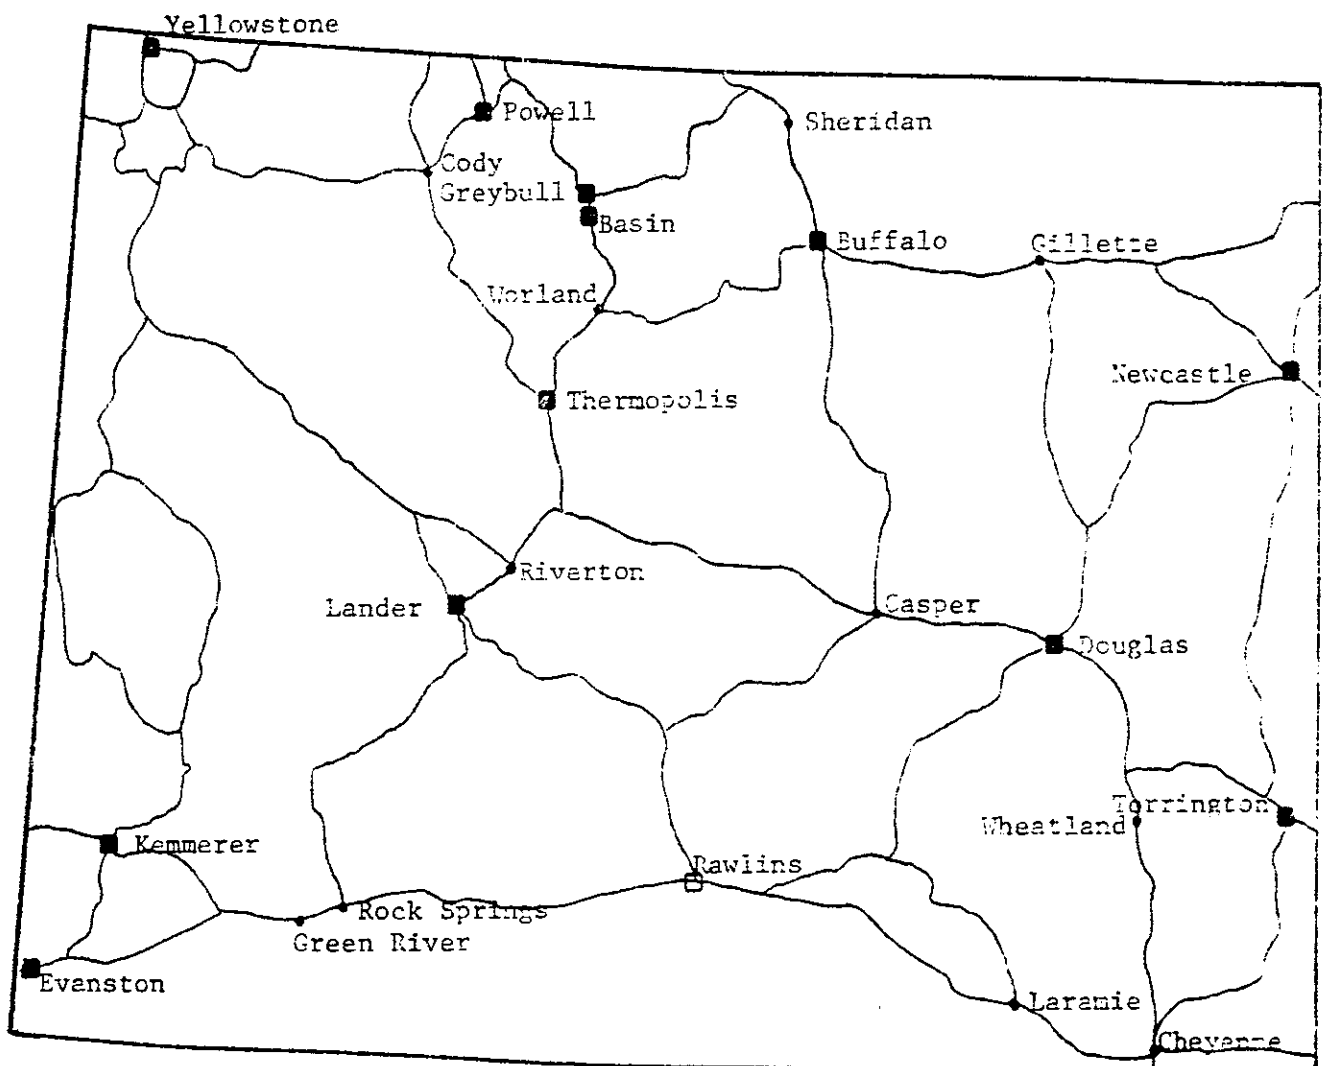 Yellowstone
Powell
Sheridan
Cody
Greybull
Basin
Buffalo
Gillette
Worland
Newcastle
Thermopolis
Riverton
Lander
Casper
Douglas
Torrington
Wheatland
Kemmerer
Rawlins
Rock Springs
Green River
Evanston
Laramie
Cheyenne